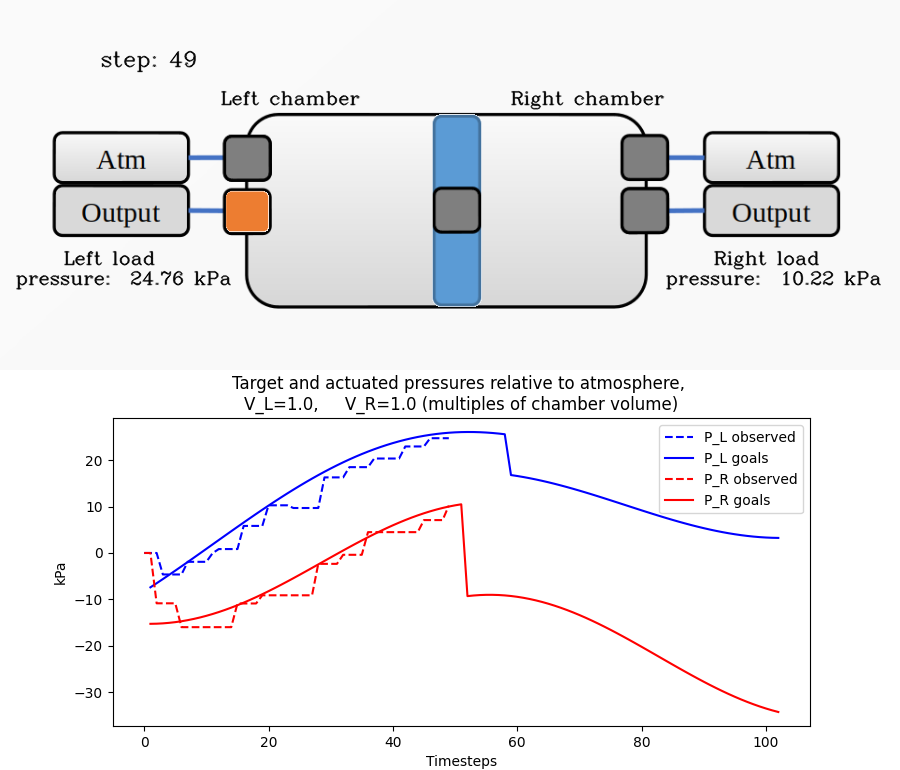 step: 49
Left chamber
Right chamber
Atm
Atm
Output
Output
Left load
pressure: 24.76 kPa
Right load
pressure: 10.22 kPa
Target and actuated pressures relative to atmosphere,
V_L=1.0, V_R=1.0 (multiples of chamber volume)
P_L observed
P_L goals
P_R observed
P_R goals
kPa
20
10
0
−10
−20
−30
0 20 40 60 80 100
Timesteps